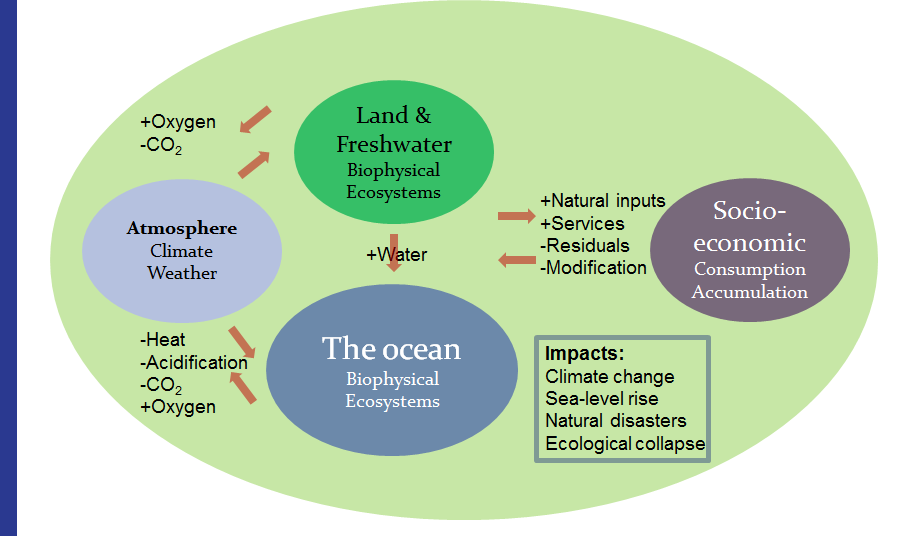 +Oxygen
-CO₂
Land &
Freshwater
Biophysical
Ecosystems
Atmosphere
Climate
Weather
+Water
+Natural inputs
+Services
-Residuals
-Modification
Socio-
economic
Consumption
Accumulation
-Heat
-Acidification
-CO₂
+Oxygen
The ocean
Biophysical
Ecosystems
Impacts:
Climate change
Sea-level rise
Natural disasters
Ecological collapse